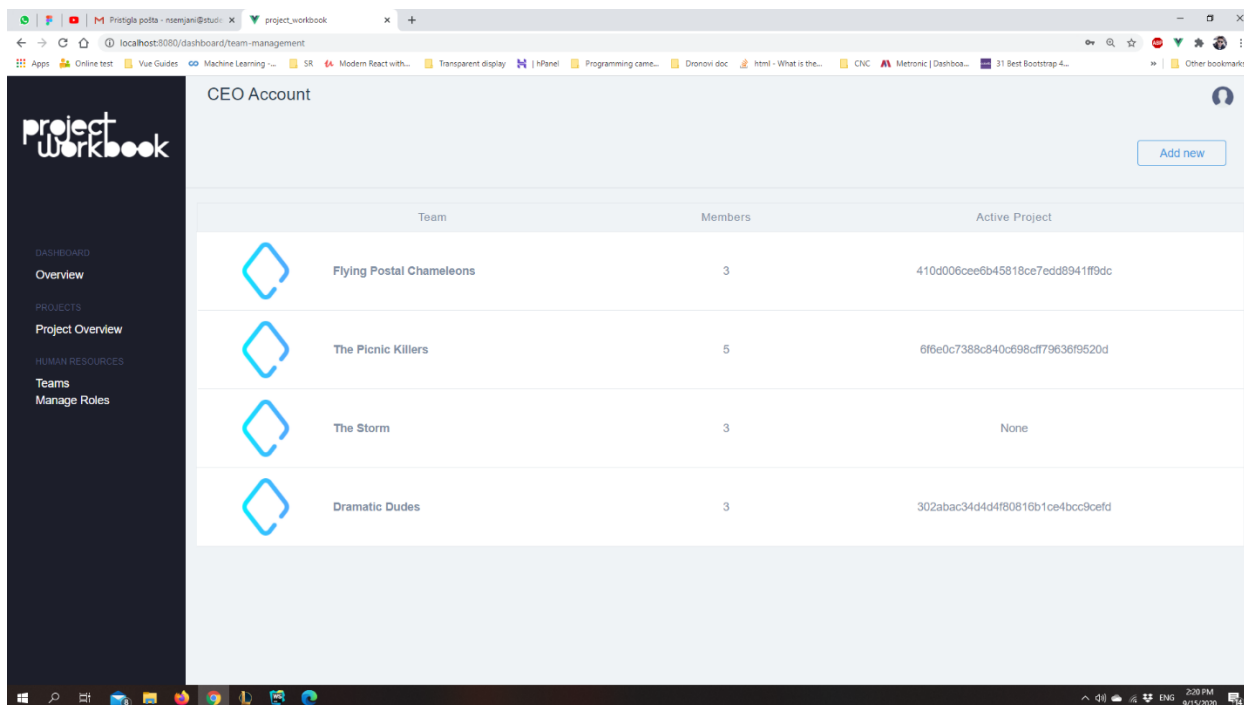 Pristigla pošta - nsemjani@stude
project_workbook
localhost:8080/dashboard/team-management
Apps Online test Vue Guides Machine Learning -... SR Modern React with... Transparent display | hPanel Programming came... Dronovi doc html - What is the... CNC Metronic | Dashboa... 31 Best Bootstrap 4... » Other bookmarks
CEO Account
project workbook
Add new
Team Members Active Project
DASHBOARD
Overview
PROJECTS
Project Overview
HUMAN RESOURCES
Teams
Manage Roles
Flying Postal Chameleons 3 410d006cee6b45818ce7edd8941ff9dc
The Picnic Killers 5 6f6e0c7388c840c698cff79636f9520d
The Storm 3 None
Dramatic Dudes 3 302abac34d4d4f80816b1ce4bcc9cefd
ENG 2:20 PM
9/15/2020